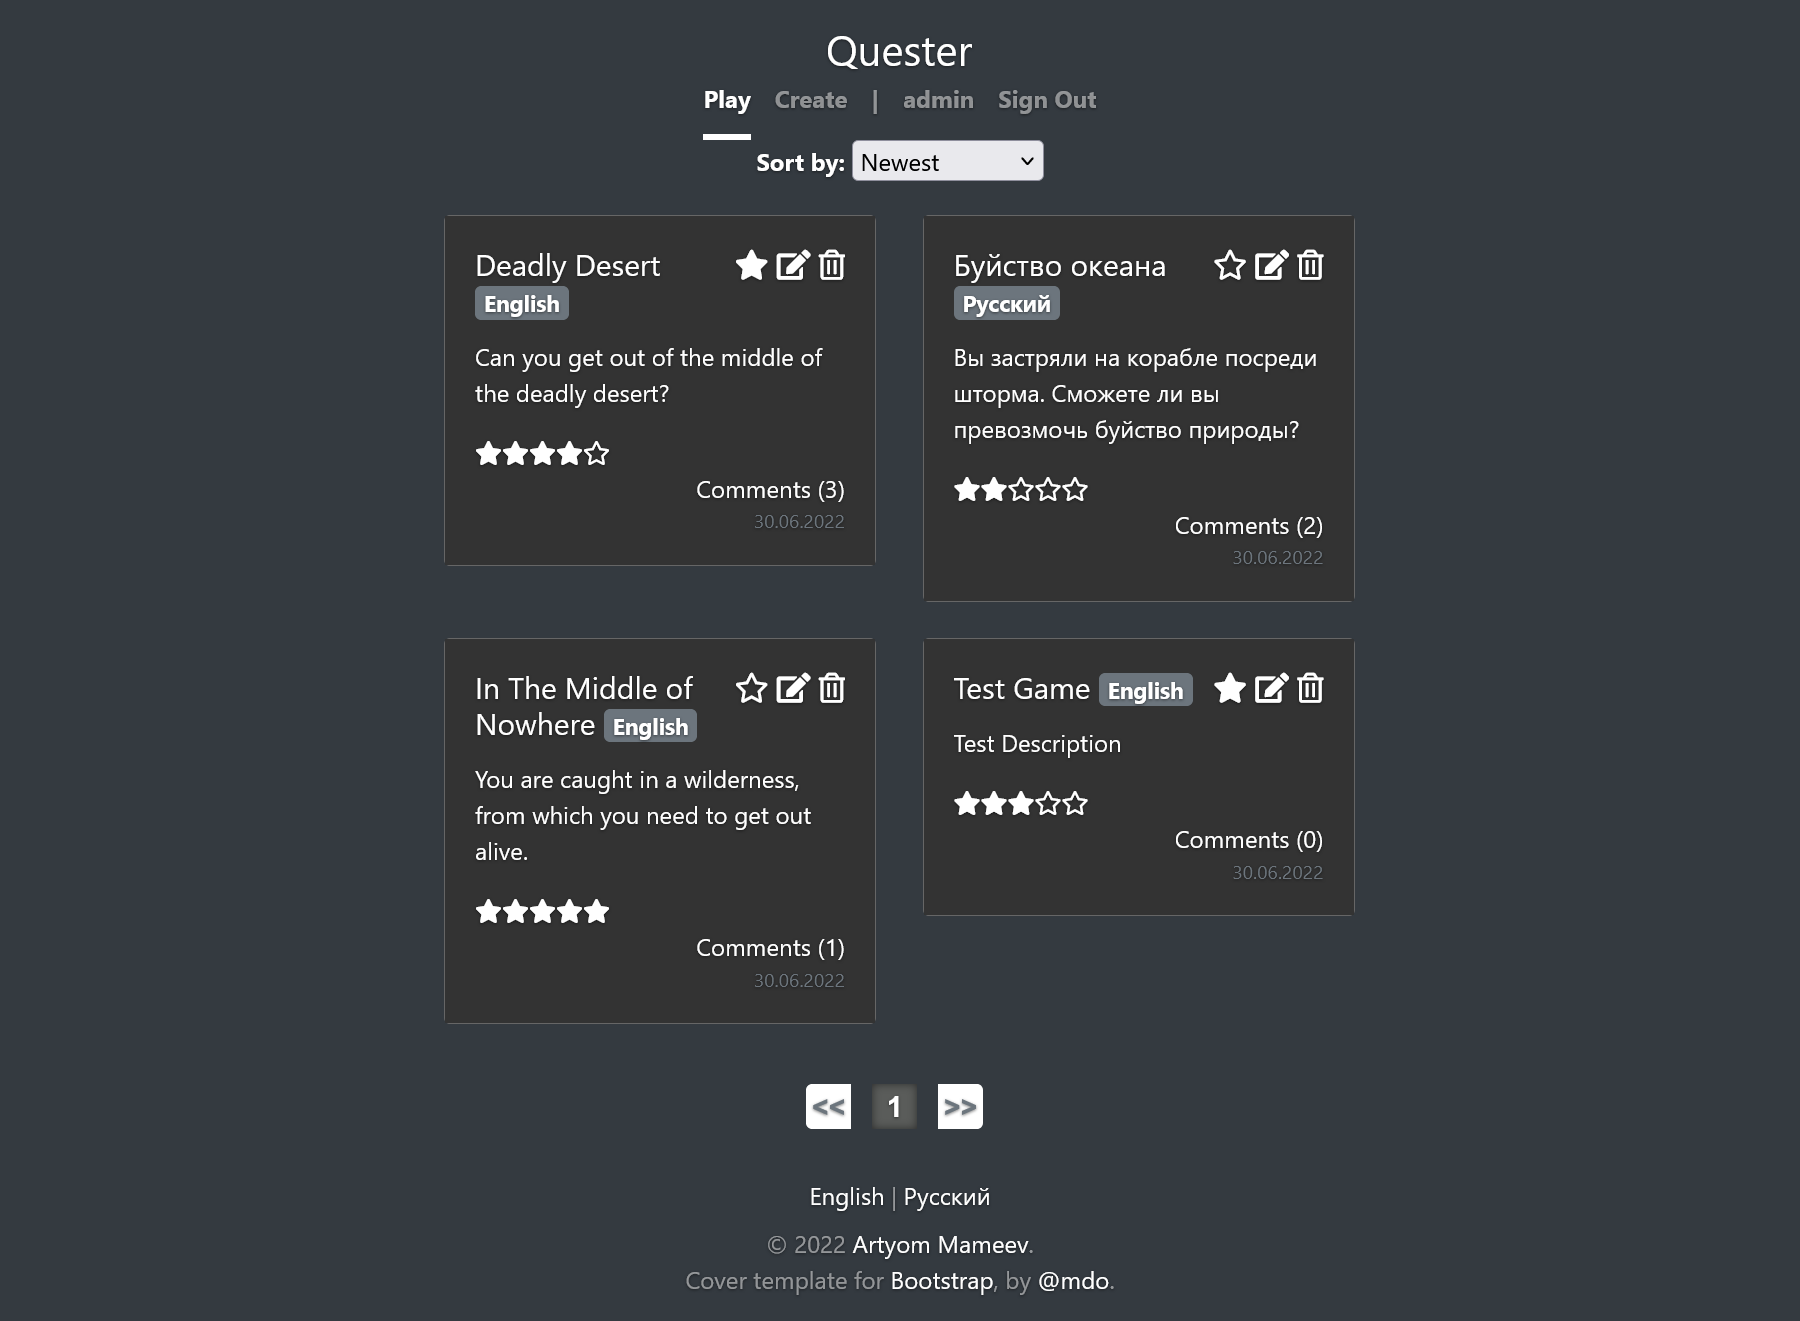 Quester
Play Create | admin Sign Out
Sort by: Newest
Deadly Desert
English
Can you get out of the middle of
the deadly desert?
Comments (3)
30.06.2022
Буйство океана
Русский
Вы застряли на корабле посреди
шторма. Сможете ли вы
превозмочь буйство природы?
Comments (2)
30.06.2022
In The Middle of
Nowhere English
You are caught in a wilderness,
from which you need to get out
alive.
Comments (1)
30.06.2022
Test Game English
Test Description
Comments (0)
30.06.2022
<< 1 >>
English | Русский
© 2022 Artyom Mameev.
Cover template for Bootstrap, by @mdo.